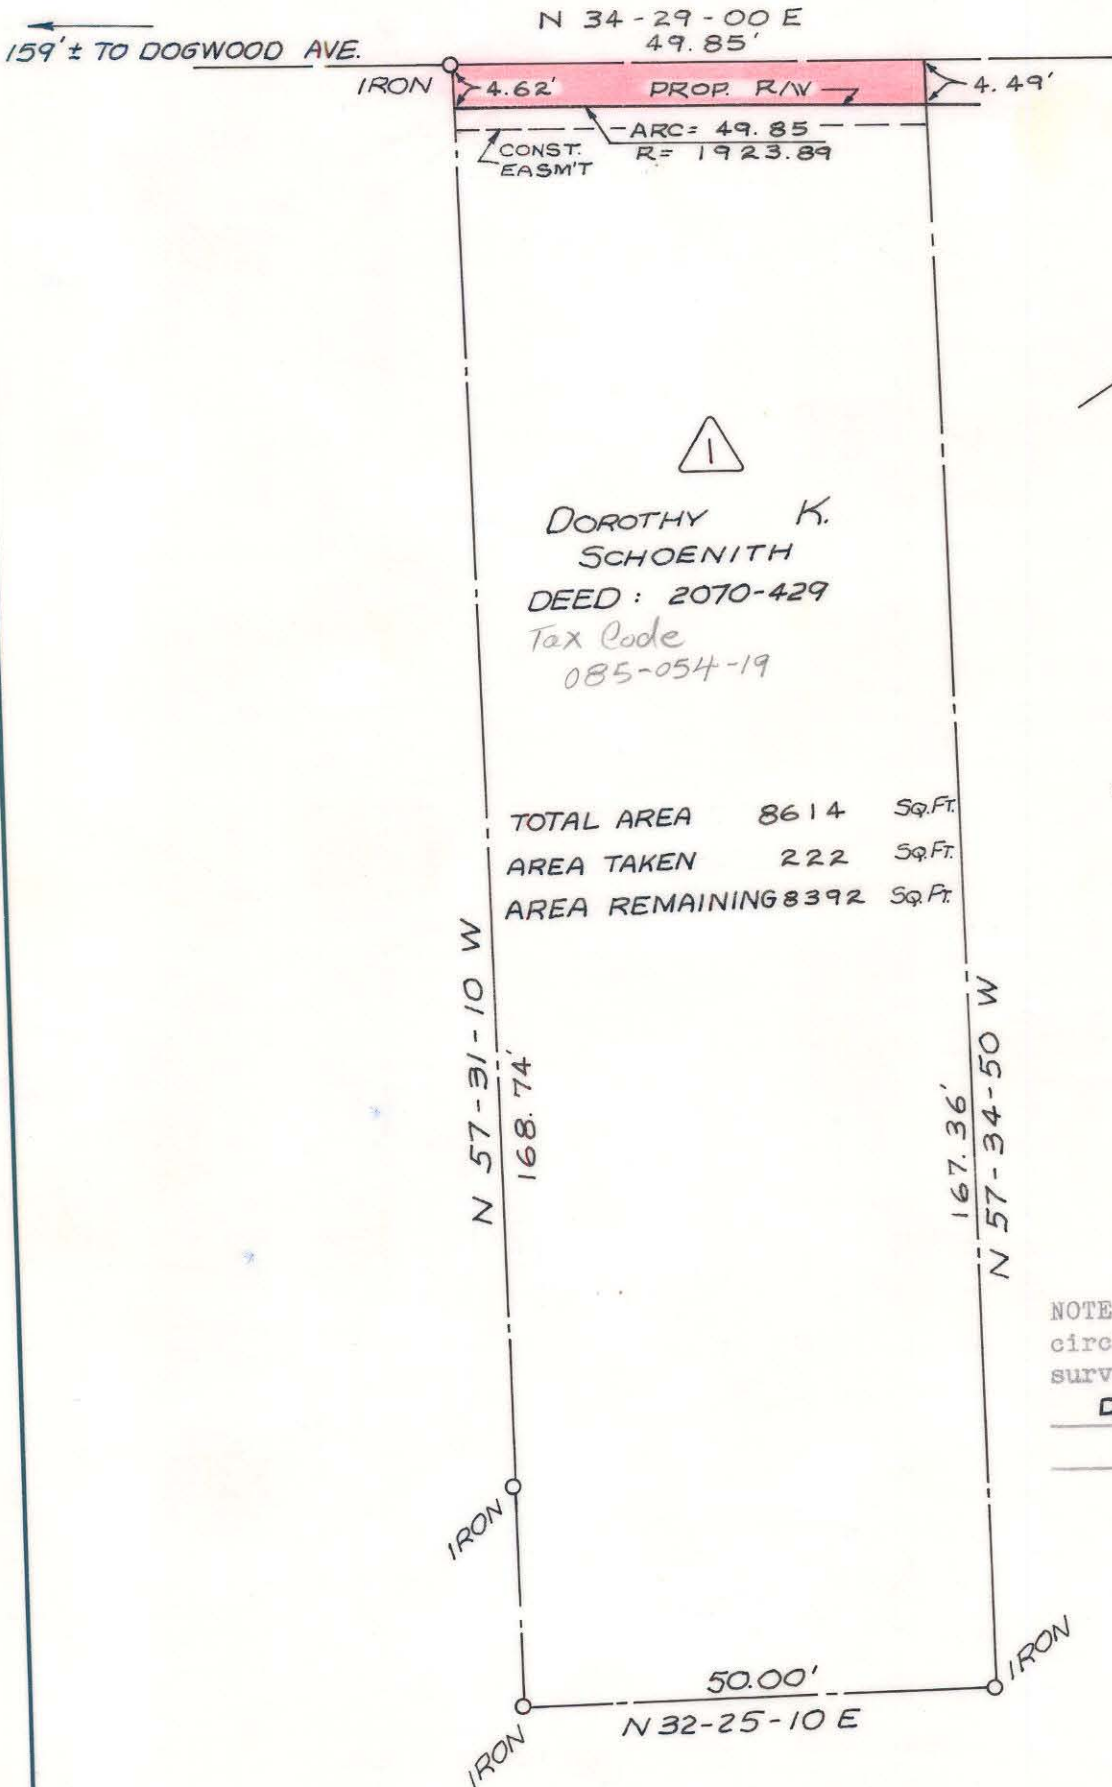 N 34-29-00 E
49.85'
159'± TO DOGWOOD AVE.
IRON
4.62'
PROP. R/W
4.49'
ARC= 49.85
R= 1923.89
CONST.
EASM'T
1
DOROTHY K.
SCHOENITH
DEED : 2070-429
Tax Code
085-054-19
TOTAL AREA 8614 SQ.FT.
AREA TAKEN 222 SQ.FT.
AREA REMAINING 8392 SQ.FT.
N 57-31-10 W
168.74'
167.36'
N 57-34-50 W
NOTE
circ
surv
D
IRON
IRON
50.00'
N 32-25-10 E
IRON